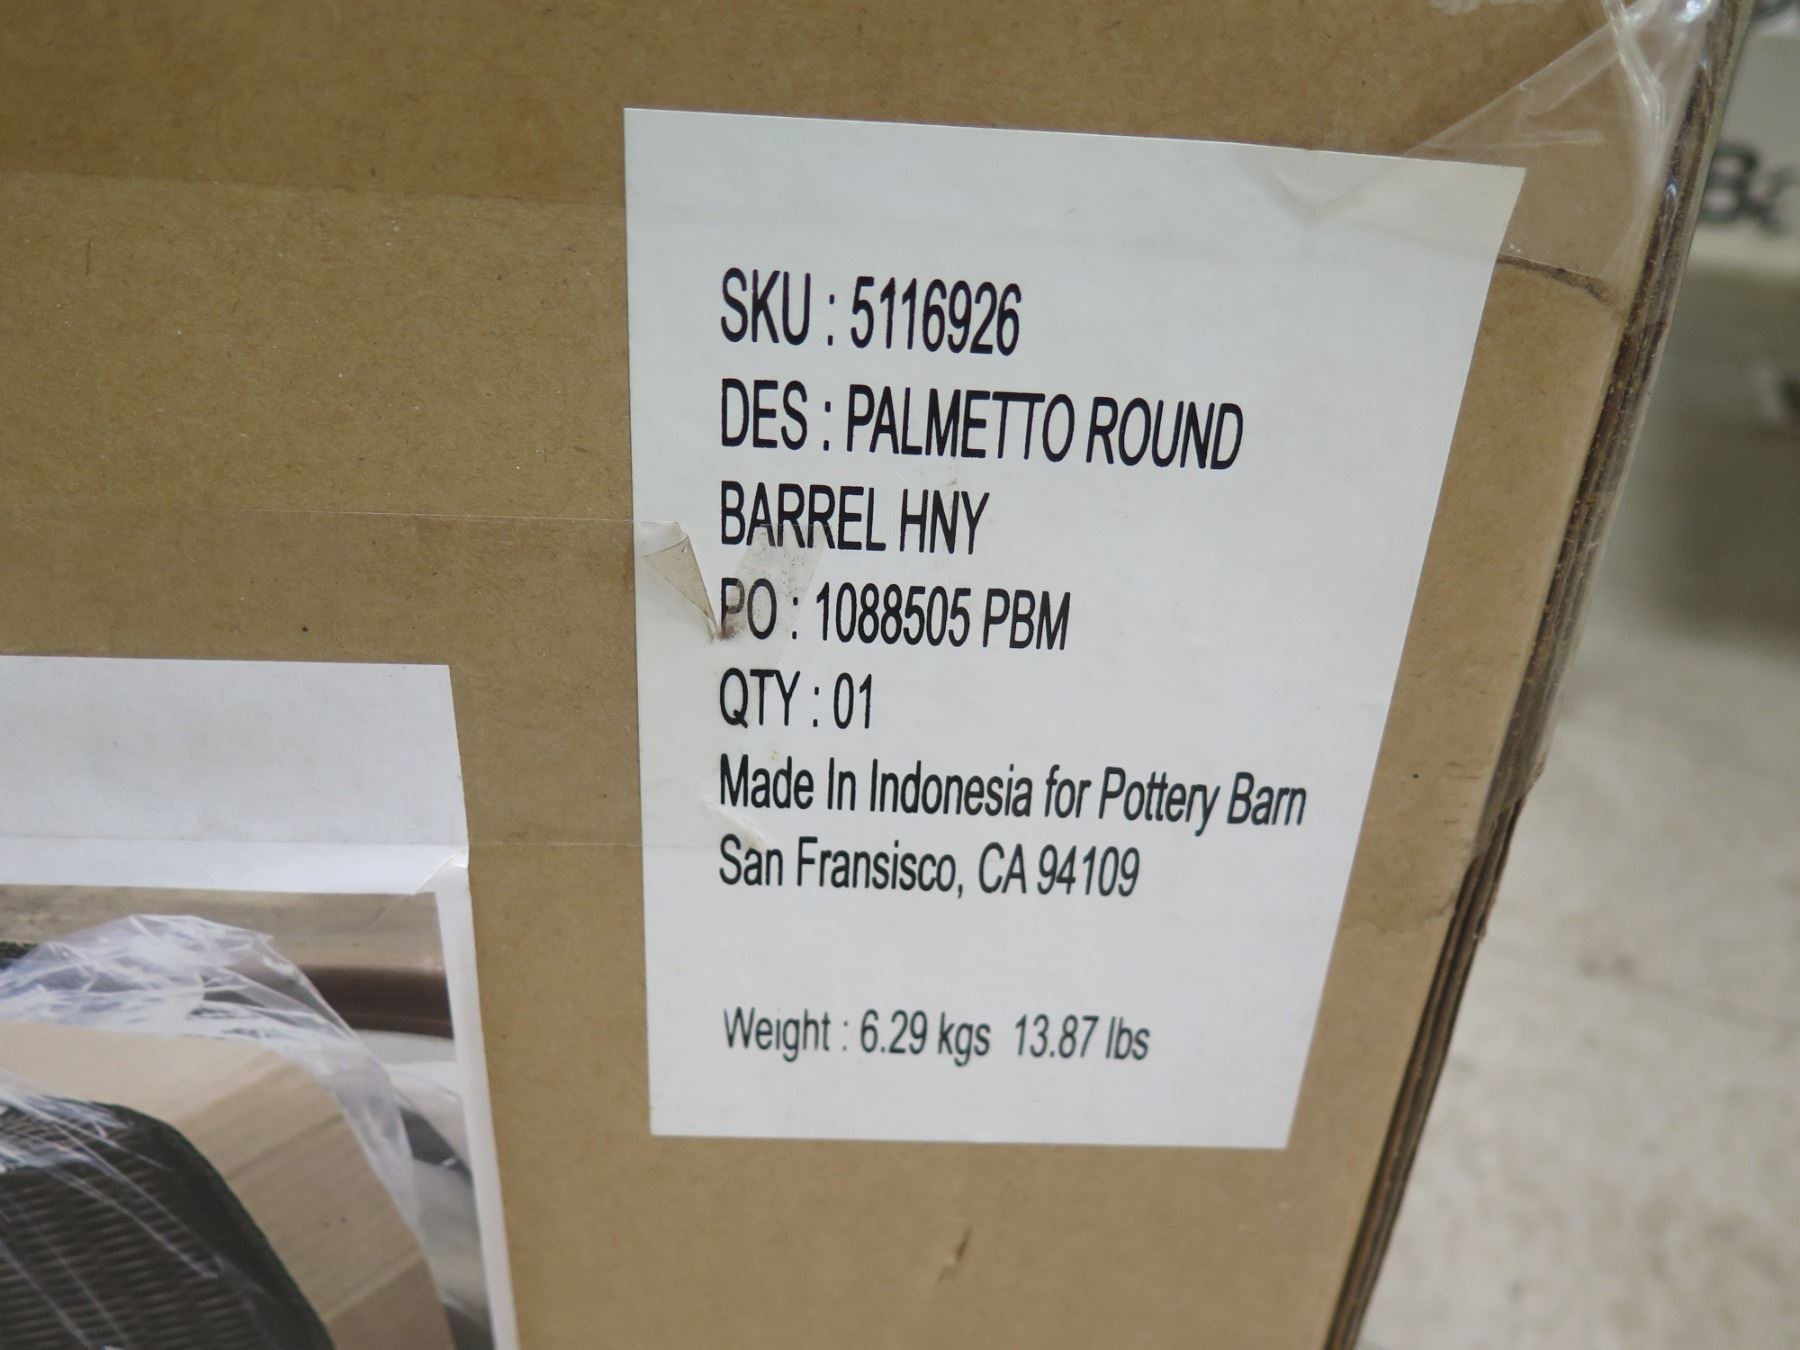 SKU : 5116926
DES : PALMETTO ROUND
BARREL HNY
PO : 1088505 PBM
QTY : 01
Made In Indonesia for Pottery Barn
San Fransisco, CA 94109
Weight : 6.29 kgs 13.87 lbs